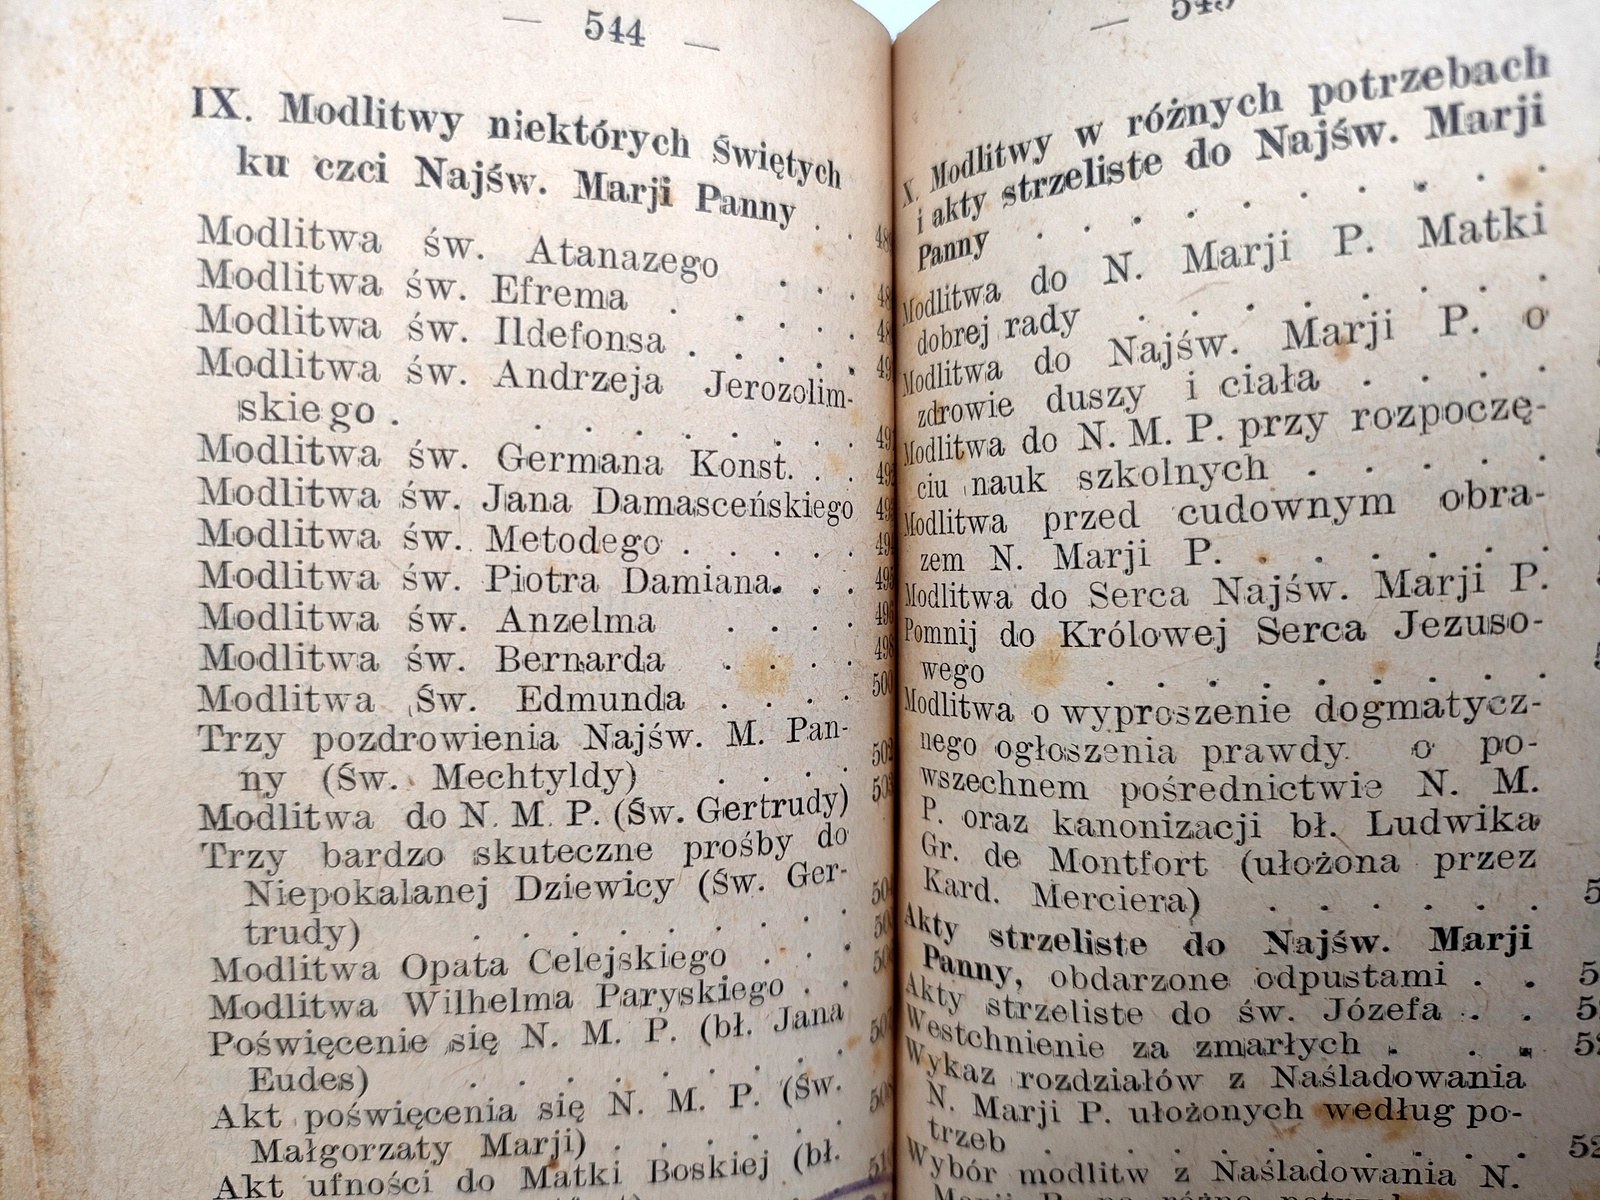 — 544 —
IX. Modlitwy niektórych Świętych
ku czci Najśw. Marji Panny . .
Modlitwa św. Atanazego . . .
Modlitwa św. Efrema . . . .
Modlitwa św. Ildefonsa . . . . .
Modlitwa św. Andrzeja Jerozolim-
skiego . . . . . . . .
Modlitwa św. Germana Konst. . .
Modlitwa św. Jana Damasceńskiego
Modlitwa św. Metodego . . . . .
Modlitwa św. Piotra Damiana. . . 495
Modlitwa św. Anzelma . . . . 496
Modlitwa św. Bernarda . . . . 498
Modlitwa Św. Edmunda . . . . 500
Trzy pozdrowienia Najśw. M. Pan-
ny (Św. Mechtyldy) . . . .
Modlitwa do N. M. P. (Św. Gertrudy)
Trzy bardzo skuteczne prośby do
Niepokalanej Dziewicy (Św. Ger-
trudy) . . . . . . . .
Modlitwa Opata Celejskiego . . .
Modlitwa Wilhelma Paryskiego . .
Poświęcenie się N. M. P. (bł. Jana
Eudes) . . . . . . . .
Akt poświęcenia się N. M. P. (Św.
Małgorzaty Marji) . . . . .
Akt ufności do Matki Boskiej (bł.
— 545
X. Modlitwy w różnych potrzebach
i akty strzeliste do Najśw. Marji
Panny . . . . . . . . .
Modlitwa do N. Marji P. Matki
dobrej rady . . . . . . . .
Modlitwa do Najśw. Marji P. o
zdrowie duszy i ciała . . . .
Modlitwa do N. M. P. przy rozpoczę-
ciu nauk szkolnych . . . . .
Modlitwa przed cudownym obra-
zem N. Marji P. . . . . . .
Modlitwa do Serca Najśw. Marji P.
Pomnij do Królowej Serca Jezuso-
wego . . . . . . . . .
Modlitwa o wyproszenie dogmatycz-
nego ogłoszenia prawdy o po-
wszechnem pośrednictwie N. M.
P. oraz kanonizacji bł. Ludwika
Gr. de Montfort (ułożona przez
Kard. Merciera) . . . . . .
Akty strzeliste do Najśw. Marji
Panny, obdarzone odpustami . .
Akty strzeliste do św. Józefa . .
Westchnienie za zmarłych . . .
Wykaz rozdziałów z Naśladowania
N. Marji P. ułożonych według po-
trzeb . . . . . . . . .
Wybór modlitw z Naśladowania N.